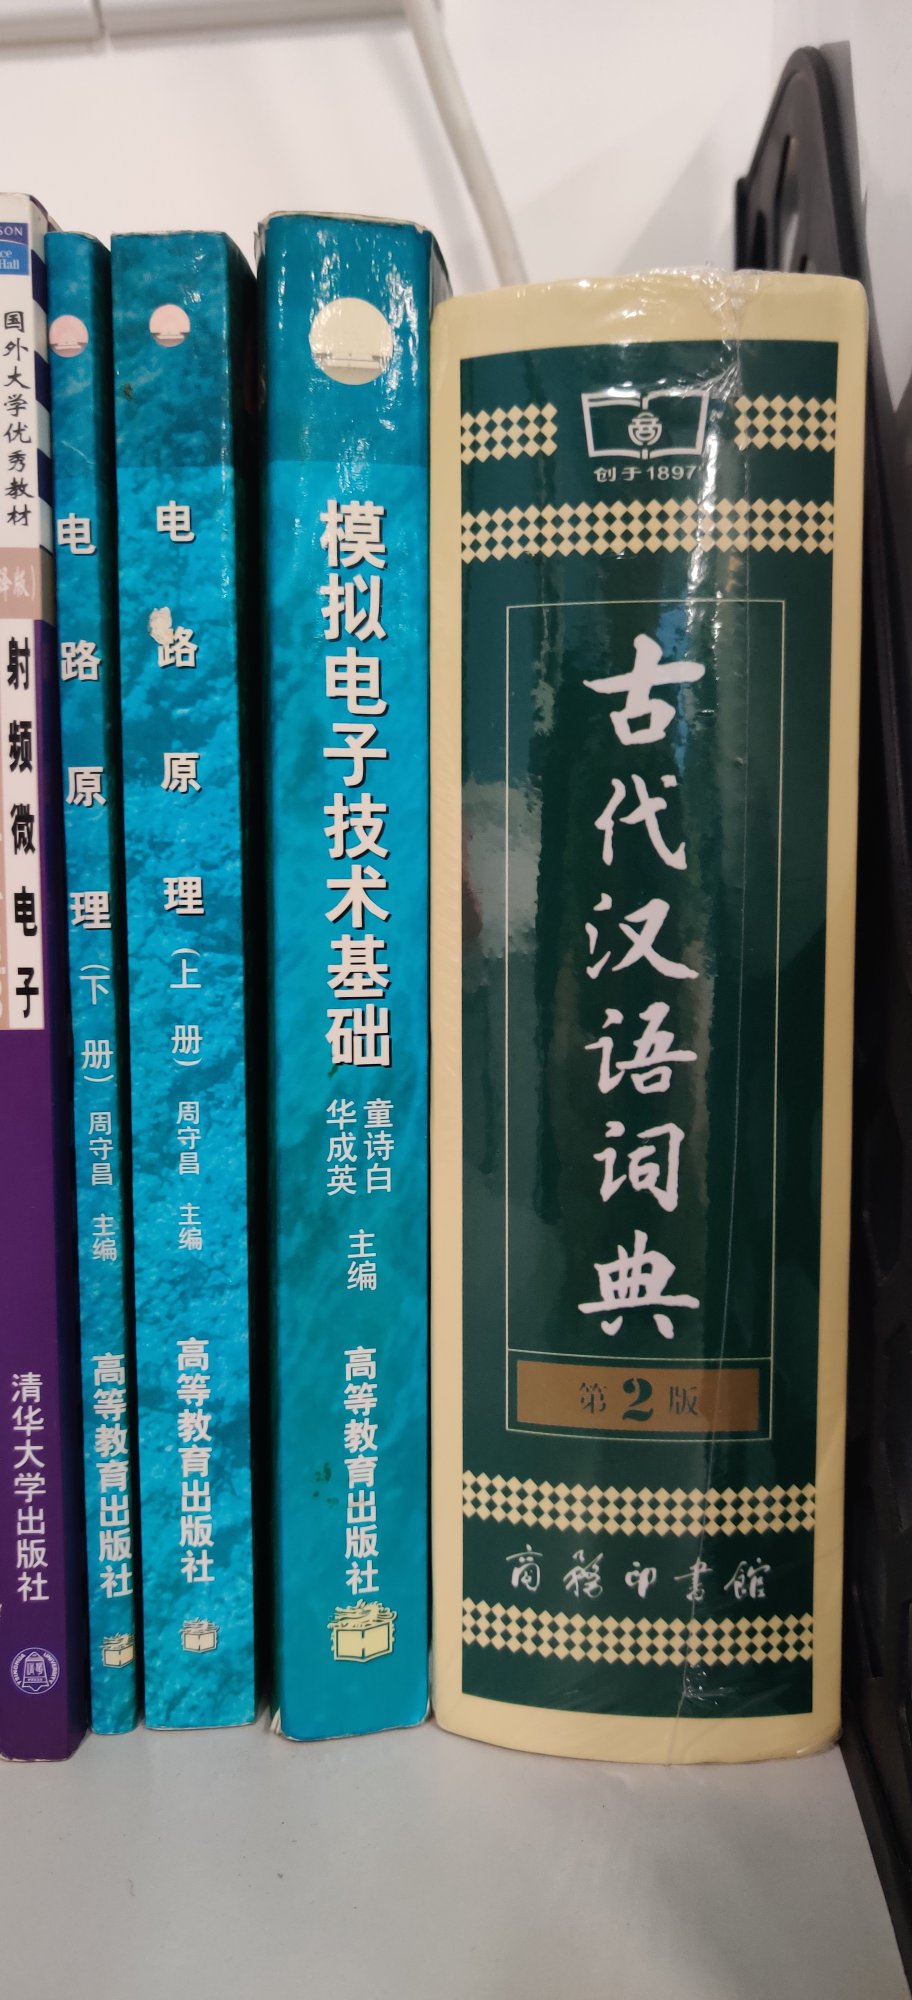 国外大学优秀教材
射频微电子
清华大学出版社
电路原理(下册)
周守昌 主编
高等教育出版社
电路原理(上册)
周守昌 主编
高等教育出版社
模拟电子技术基础
童诗白
华成英
主编
高等教育出版社
创于1897
古代汉语词典
第2版
商務印書館